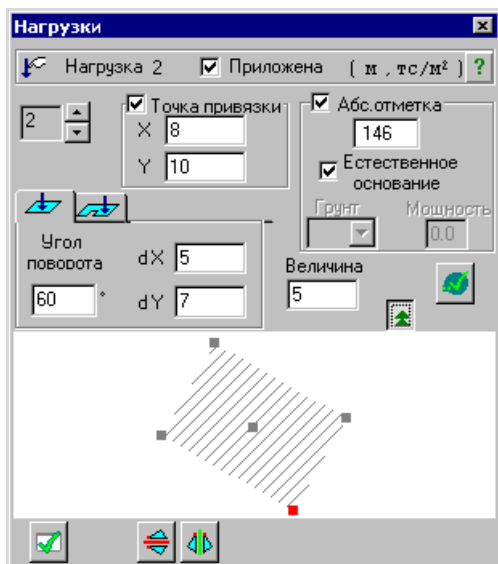 Нагрузки
Нагрузка 2 Приложена ( м , тс/м² ) ?
2
Точка привязки
X 8
Y 10
Абс.отметка
146
Естественное
основание
Грунт Мощность
0.0
Угол
поворота
60 °
dX 5
dY 7
Величина
5